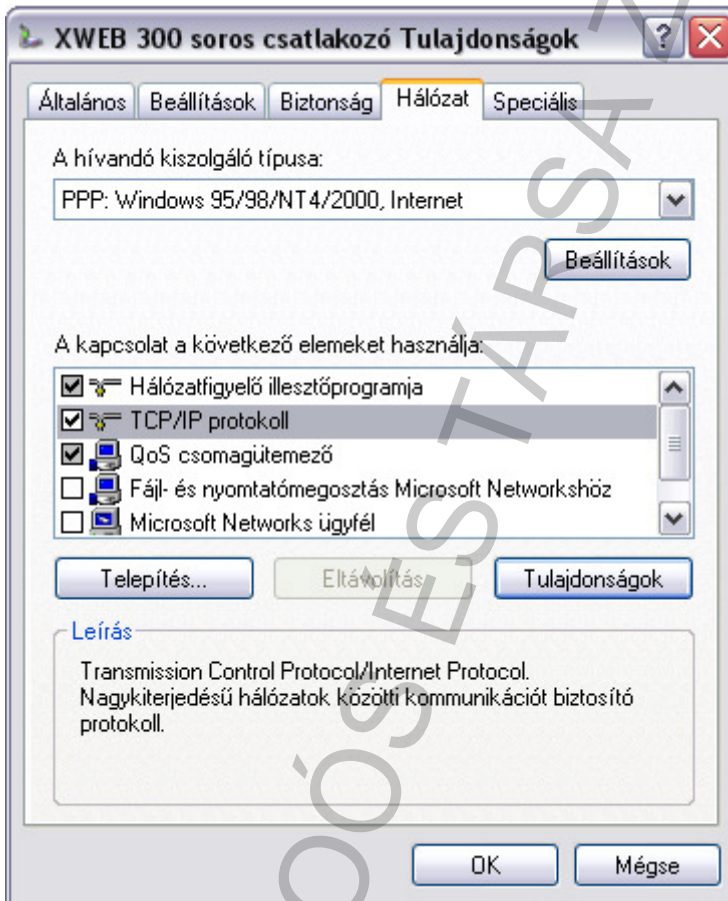 XWEB 300 soros csatlakozó Tulajdonságok
Általános Beállítások Biztonság Hálózat Speciális
A hívandó kiszolgáló típusa:
PPP: Windows 95/98/NT4/2000, Internet
Beállítások
A kapcsolat a következő elemeket használja:
Hálózatfigyelő illesztőprogramja
TCP/IP protokoll
QoS csomagütemező
Fájl- és nyomtatómegosztás Microsoft Networkshöz
Microsoft Networks ügyfél
Telepítés... Eltávolítás Tulajdonságok
Leírás
Transmission Control Protocol/Internet Protocol.
Nagykiterjedésű hálózatok közötti kommunikációt biztosító
protokoll.
OK Mégse
OÓS ÉS TÁRSA